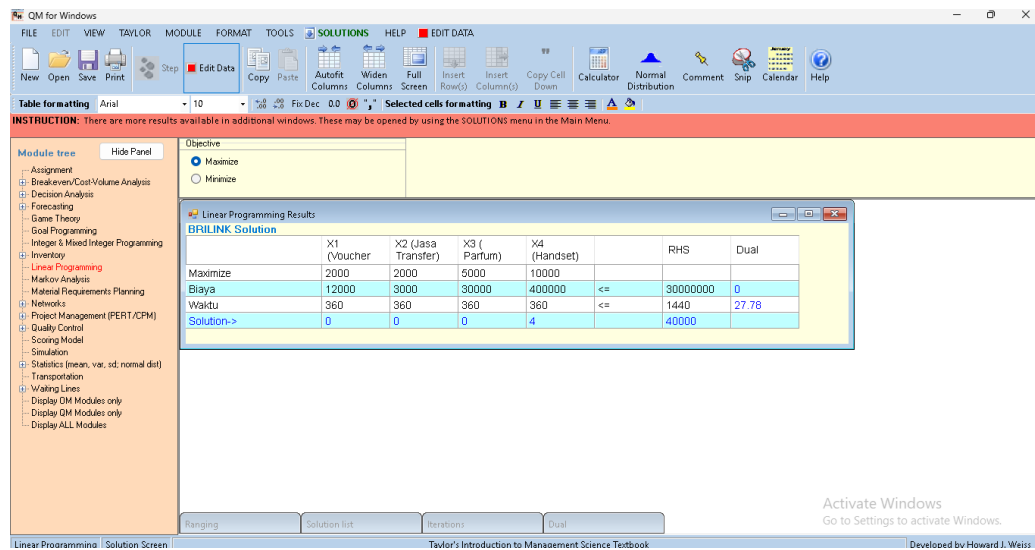 QM for Windows
FILE EDIT VIEW TAYLOR MODULE FORMAT TOOLS SOLUTIONS HELP EDIT DATA
New Open Save Print Step Edit Data Copy Paste Autofit Columns Widen Columns Full Screen Insert Row(s) Insert Column(s) Copy Cell Down Calculator Normal Distribution Comment Snip Calendar Help
Table formatting Arial 10 Fix Dec 0.0 "," Selected cells formatting B I U A
INSTRUCTION: There are more results available in additional windows. These may be opened by using the SOLUTIONS menu in the Main Menu.
Module tree Hide Panel
Assignment
Breakeven/Cost-Volume Analysis
Decision Analysis
Forecasting
Game Theory
Goal Programming
Integer & Mixed Integer Programming
Inventory
Linear Programming
Markov Analysis
Material Requirements Planning
Networks
Project Management (PERT/CPM)
Quality Control
Scoring Model
Simulation
Statistics (mean, var, sd; normal dist)
Transportation
Waiting Lines
Display OM Modules only
Display QM Modules only
Display ALL Modules
Objective
Maximize
Minimize
Linear Programming Results
BRILINK Solution
X1 (Voucher X2 (Jasa Transfer) X3 ( Parfum) X4 (Handset) RHS Dual
Maximize 2000 2000 5000 10000
Biaya 12000 3000 30000 400000 <= 30000000 0
Waktu 360 360 360 360 <= 1440 27.78
Solution-> 0 0 0 4 40000
Activate Windows
Go to Settings to activate Windows.
Ranging Solution list Iterations Dual
Linear Programming Solution Screen Taylor's Introduction to Management Science Textbook Developed by Howard J. Weiss